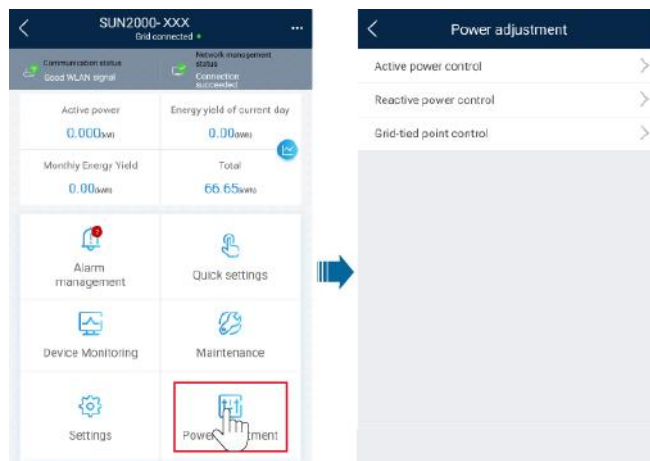 SUN2000-XXX
Grid connected
Communication status
Good WLAN signal
Network management
status
Connection
succeeded
Active power
0.000kW
Energy yield of current day
0.00kWh
Monthly Energy Yield
0.00kWh
Total
66.65kWh
Alarm
management
Quick settings
Device Monitoring
Maintenance
Settings
Power ment
Power adjustment
Active power control
Reactive power control
Grid-tied point control